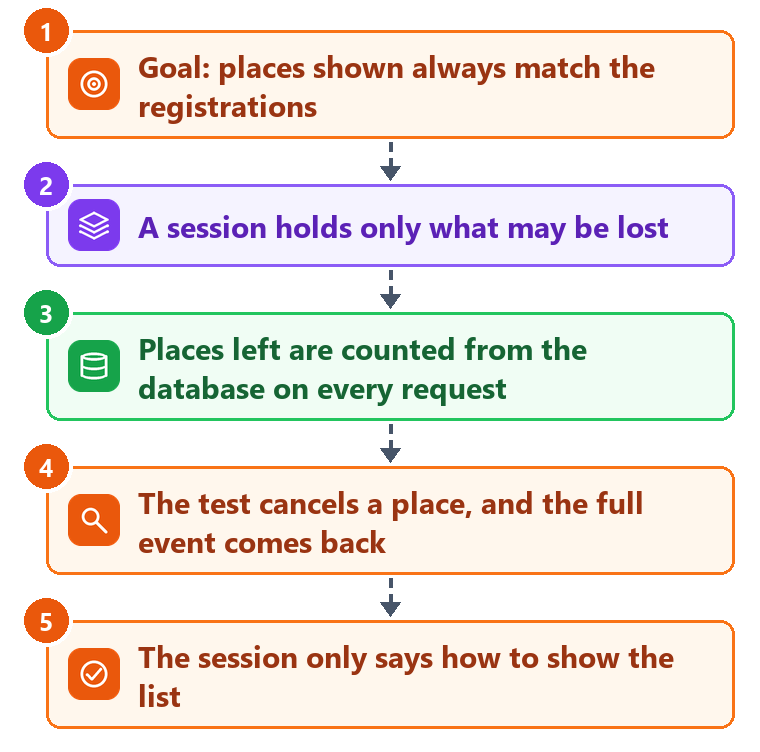 1
Goal: places shown always match the
registrations
2
A session holds only what may be lost
3
Places left are counted from the
database on every request
4
The test cancels a place, and the full
event comes back
5
The session only says how to show the
list